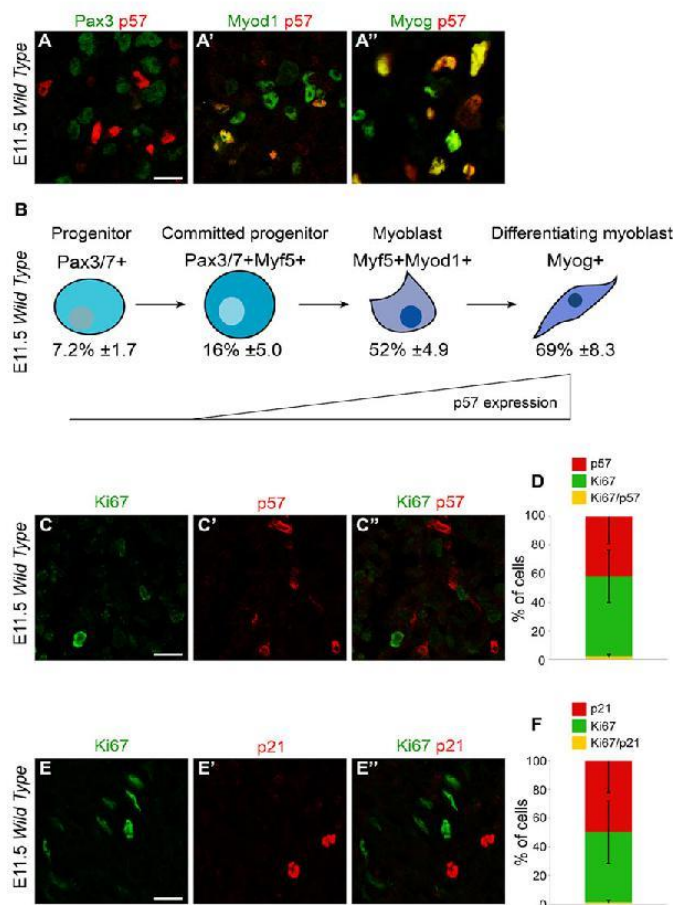 Pax3 p57
Myod1 p57
Myog p57
A
A'
A"
E11.5 Wild Type
B
Progenitor
Committed progenitor
Myoblast
Differentiating myoblast
Pax3/7+
Pax3/7+Myf5+
Myf5+Myod1+
Myog+
E11.5 Wild Type
7.2% ±1.7
16% ±5.0
52% ±4.9
69% ±8.3
p57 expression
Ki67
p57
Ki67 p57
C
C'
C"
E11.5 Wild Type
D
p57
Ki67
Ki67/p57
% of cells
100
80
60
40
20
0
Ki67
p21
Ki67 p21
E
E'
E"
E11.5 Wild Type
F
p21
Ki67
Ki67/p21
% of cells
100
80
60
40
20
0